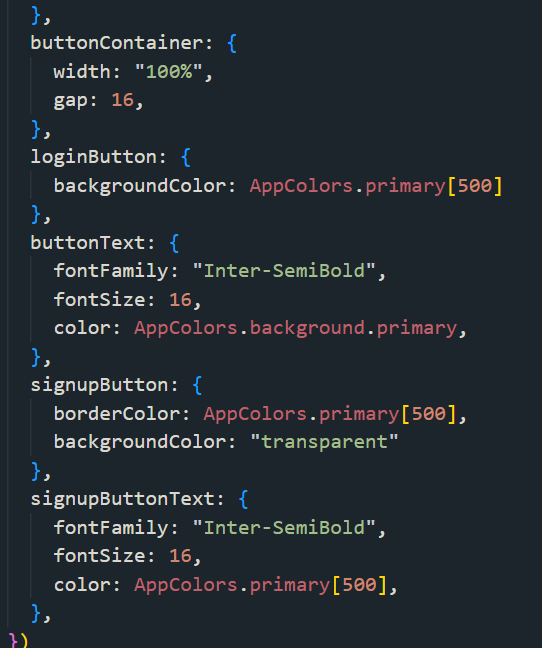 },
buttonContainer: {
width: "100%",
gap: 16,
},
loginButton: {
backgroundColor: AppColors.primary[500]
},
buttonText: {
fontFamily: "Inter-SemiBold",
fontSize: 16,
color: AppColors.background.primary,
},
signupButton: {
borderColor: AppColors.primary[500],
backgroundColor: "transparent"
},
signupButtonText: {
fontFamily: "Inter-SemiBold",
fontSize: 16,
color: AppColors.primary[500],
},
})